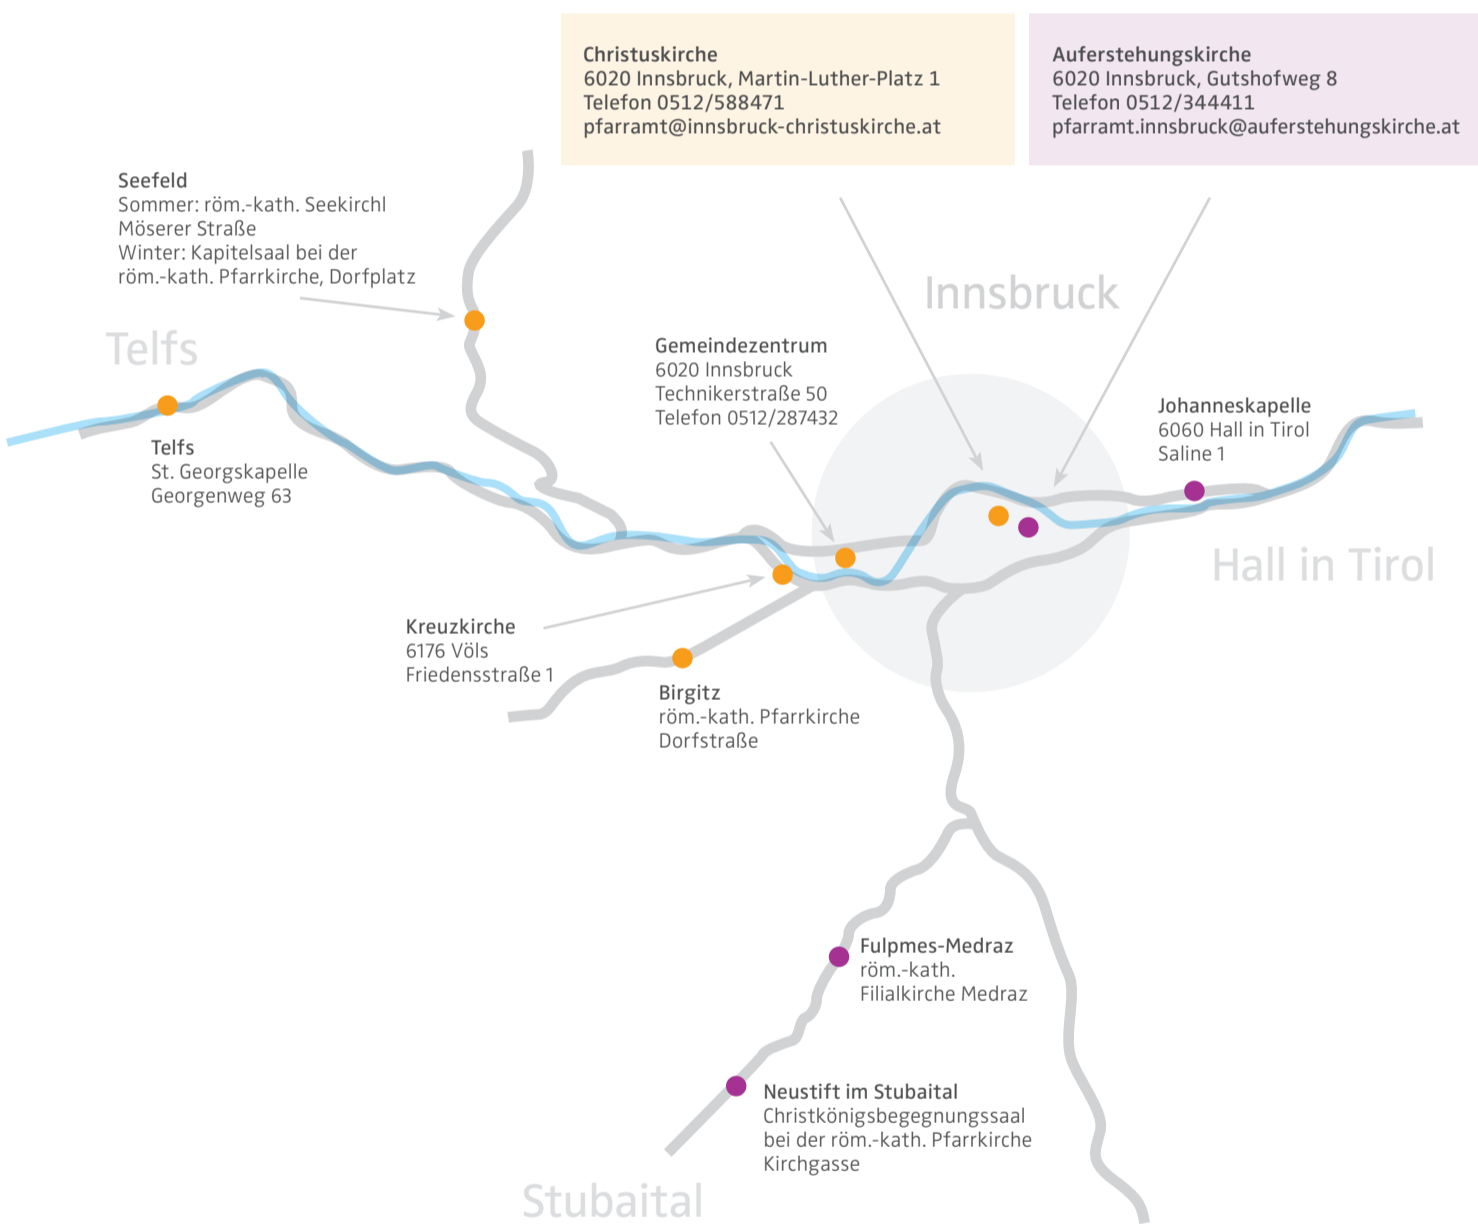 Christuskirche
6020 Innsbruck, Martin-Luther-Platz 1
Telefon 0512/588471
pfarramt@innsbruck-christuskirche.at
Auferstehungskirche
6020 Innsbruck, Gutshofweg 8
Telefon 0512/344411
pfarramt.innsbruck@auferstehungskirche.at
Seefeld
Sommer: röm.-kath. Seekirchl
Möserer Straße
Winter: Kapitelsaal bei der
röm.-kath. Pfarrkirche, Dorfplatz
Innsbruck
Telfs
Gemeindezentrum
6020 Innsbruck
Technikerstraße 50
Telefon 0512/287432
Johanneskapelle
6060 Hall in Tirol
Saline 1
Telfs
St. Georgskapelle
Georgenweg 63
Hall in Tirol
Kreuzkirche
6176 Völs
Friedensstraße 1
Birgitz
röm.-kath. Pfarrkirche
Dorfstraße
Fulpmes-Medraz
röm.-kath.
Filialkirche Medraz
Neustift im Stubaital
Christkönigsbegegnungssaal
bei der röm.-kath. Pfarrkirche
Kirchgasse
Stubaital